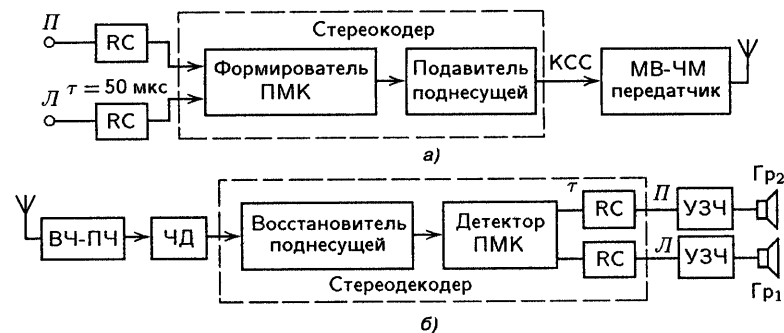 П
RC
Л
τ = 50 мкс
RC
Стереокодер
Формирователь
ПМК
Подавитель
поднесущей
КСС
МВ-ЧМ
передатчик
а)
ВЧ-ПЧ
ЧД
Восстановитель
поднесущей
Детектор
ПМК
Стереодекодер
τ
RC
П
УЗЧ
Гр2
RC
Л
УЗЧ
Гр1
б)